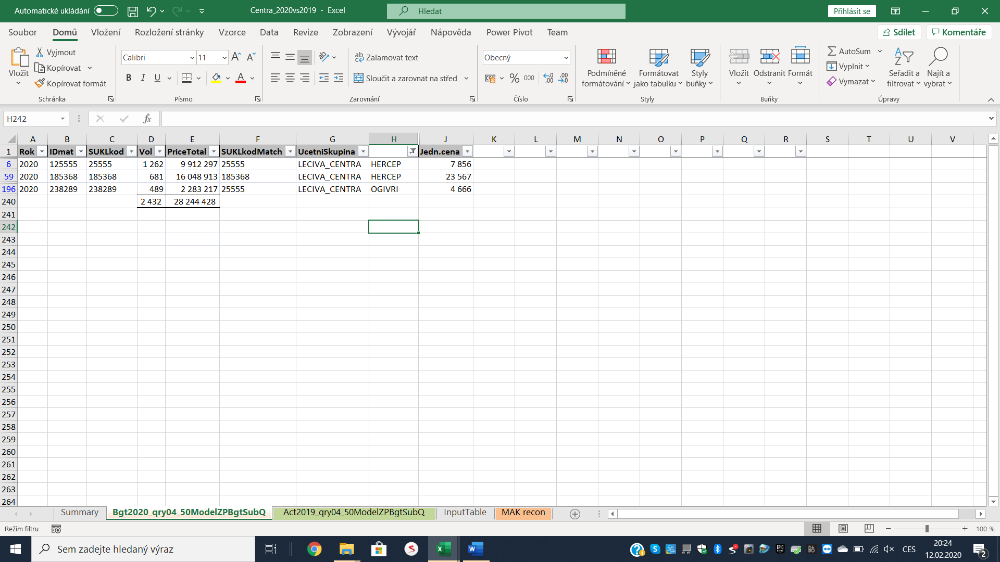 Automatické ukládání
Centra_2020vs2019 - Excel
Hledat
Přihlásit se
Soubor Domů Vložení Rozložení stránky Vzorce Data Revize Zobrazení Vývojář Nápověda Power Pivot Team Sdílet Komentáře
Vložit
Vyjmout
Kopírovat
Kopírovat formát
Schránka
Calibri 11
B I U
Písmo
Zalamovat text
Sloučit a zarovnat na střed
Zarovnání
Obecný
% 000
Číslo
Podmíněné formátování
Formátovat jako tabulku
Styly buňky
Styly
Vložit Odstranit Formát
Buňky
AutoSum
Vyplnit
Vymazat
Seřadit a filtrovat
Najít a vybrat
Úpravy
H242
fx
A B C D E F G H J K L M N O P Q R S T U V
1 Rok IDmat SUKLkod Vol PriceTotal SUKLkodMatch UcetniSkupina Jedn.cena
6 2020 125555 25555 1 262 9 912 297 25555 LECIVA_CENTRA HERCEP 7 856
59 2020 185368 185368 681 16 048 913 185368 LECIVA_CENTRA HERCEP 23 567
196 2020 238289 238289 489 2 283 217 25555 LECIVA_CENTRA OGIVRI 4 666
240 2 432 28 244 428
241
242
243
244
245
246
247
248
249
250
251
252
253
254
255
256
257
258
259
260
261
262
263
264
Summary Bgt2020_qry04_50ModelZPBgtSubQ Act2019_qry04_50ModelZPBgtSubQ InputTable MAK recon
Režim filtru
100 %
Sem zadejte hledaný výraz
CES
20:24
12.02.2020
2